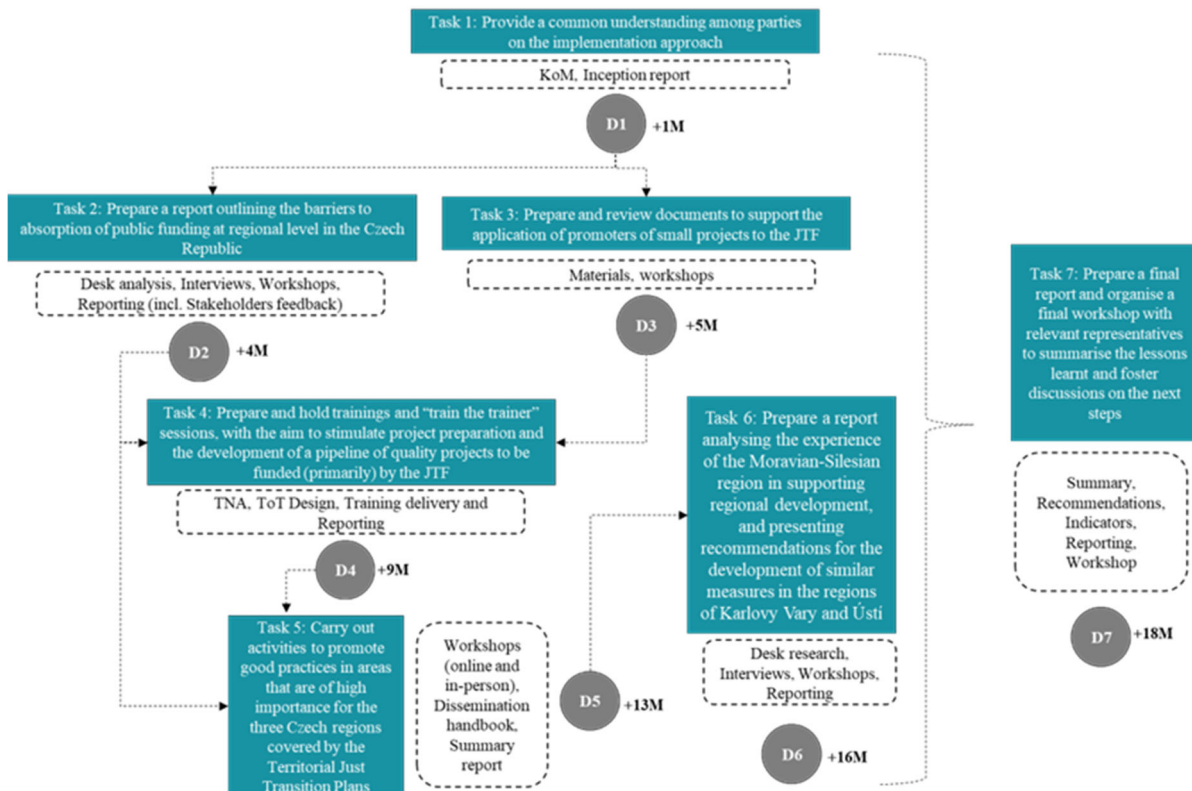 Task 1: Provide a common understanding among parties
on the implementation approach
KoM, Inception report
D1
+1M
Task 2: Prepare a report outlining the barriers to
absorption of public funding at regional level in the Czech
Republic
Desk analysis, Interviews, Workshops,
Reporting (incl. Stakeholders feedback)
D2
+4M
Task 3: Prepare and review documents to support the
application of promoters of small projects to the JTF
Materials, workshops
D3
+5M
Task 4: Prepare and hold trainings and “train the trainer”
sessions, with the aim to stimulate project preparation and
the development of a pipeline of quality projects to be
funded (primarily) by the JTF
TNA, ToT Design, Training delivery and
Reporting
D4
+9M
Task 5: Carry out
activities to promote
good practices in areas
that are of high
importance for the
three Czech regions
covered by the
Territorial Just
Transition Plans
Workshops
(online and
in-person),
Dissemination
handbook,
Summary
report
D5
+13M
Task 6: Prepare a report
analysing the experience
of the Moravian-Silesian
region in supporting
regional development,
and presenting
recommendations for the
development of similar
measures in the regions
of Karlovy Vary and Ústí
Desk research,
Interviews, Workshops,
Reporting
D6
+16M
Task 7: Prepare a final
report and organise a
final workshop with
relevant representatives
to summarise the lessons
learnt and foster
discussions on the next
steps
Summary,
Recommendations,
Indicators,
Reporting,
Workshop
D7
+18M